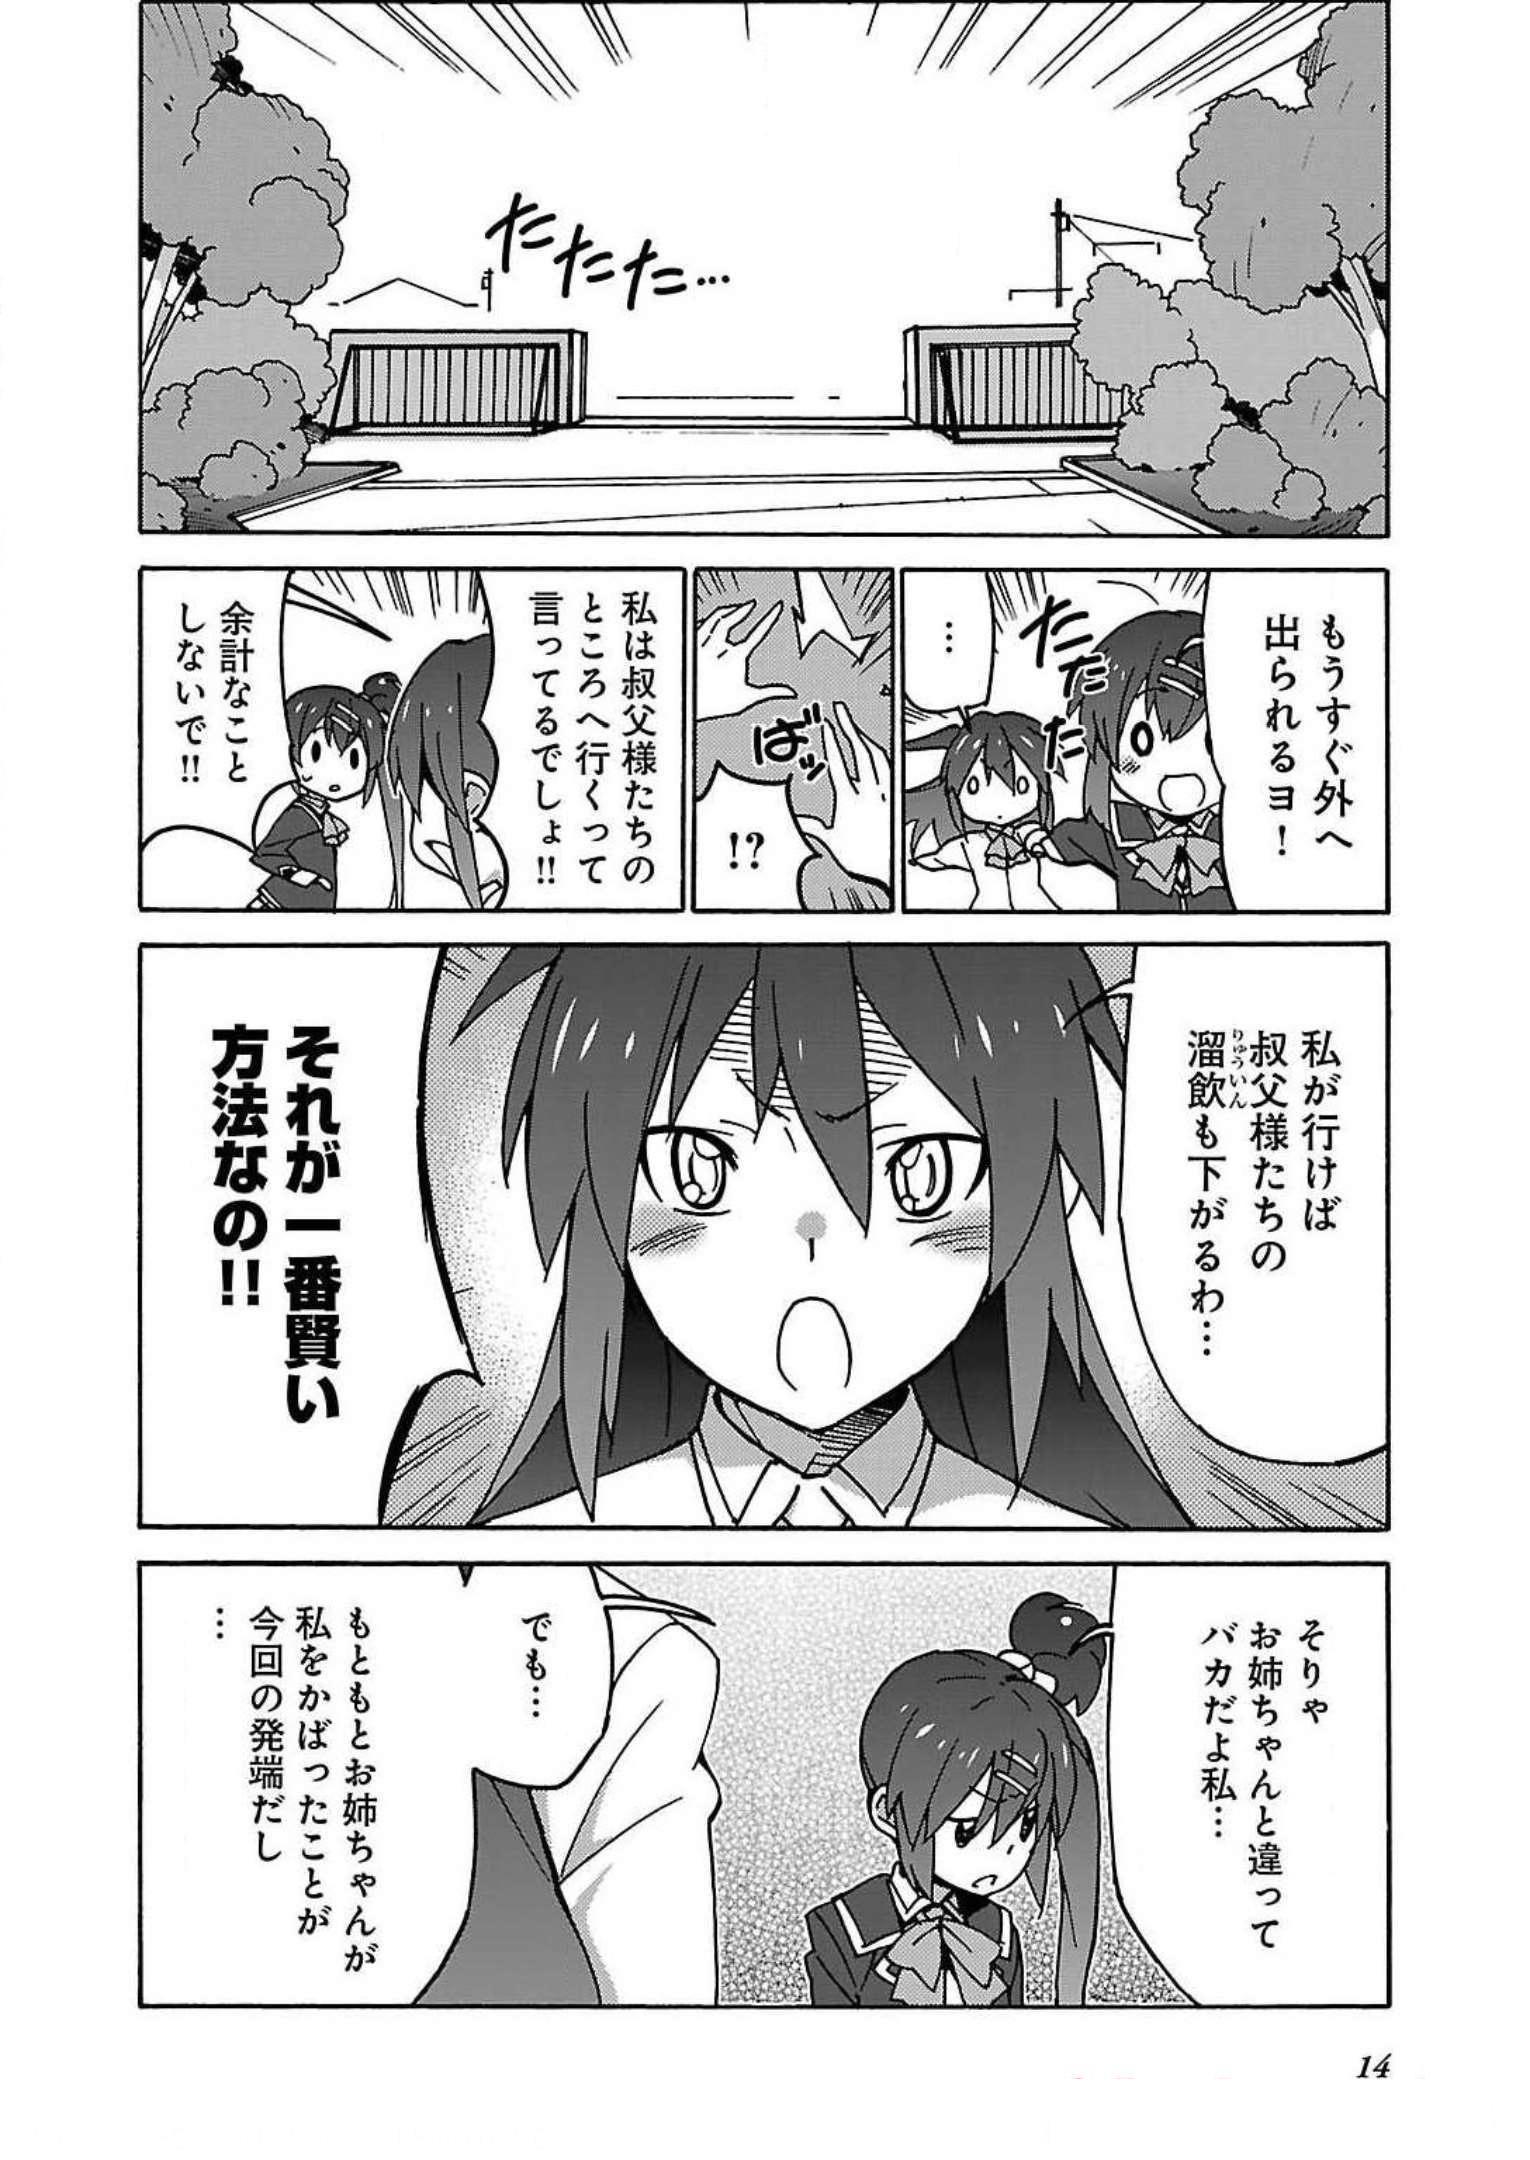 たたた…
もうすぐ外へ
出られるヨ!
たた
た
…
ばッ
!?
私は叔父様たちの
ところへ行くって
言ってるでしょ!!
余計なこと
しないで!!
私が行けば
叔父様たちの
溜飲も下がるわ…
りゅういん
それが一番賢い
方法なの!!
そりゃ
お姉ちゃんと違って
バカだよ私…
でも…
もともとお姉ちゃんが
私をかばったことが
今回の発端だし
…
14